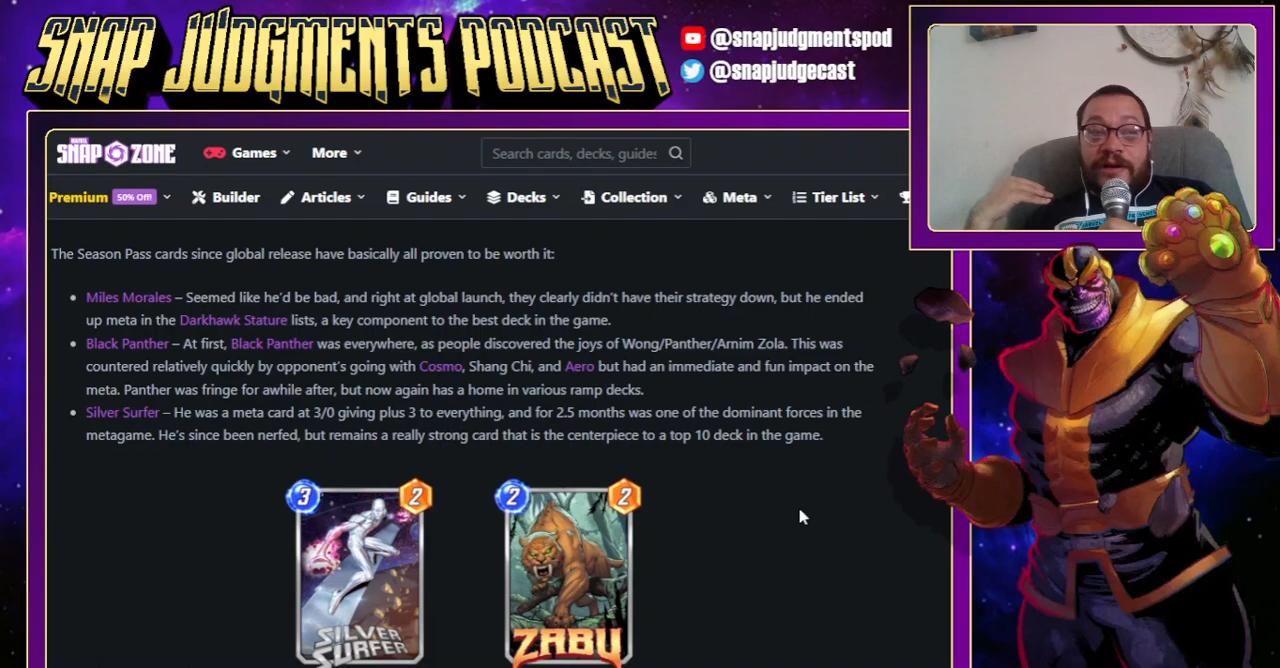 SNAP JUDGMENTS PODCAST
@snapjudgmentspod
@snapjudgecast
MARVEL
SNAP ZONE
Games
More
Search cards, decks, guides
Premium
50% Off!
Builder
Articles
Guides
Decks
Collection
Meta
Tier List
The Season Pass cards since global release have basically all proven to be worth it:
• Miles Morales – Seemed like he'd be bad, and right at global launch, they clearly didn't have their strategy down, but he ended
up meta in the Darkhawk Stature lists, a key component to the best deck in the game.
• Black Panther – At first, Black Panther was everywhere, as people discovered the joys of Wong/Panther/Arnim Zola. This was
countered relatively quickly by opponent's going with Cosmo, Shang Chi, and Aero but had an immediate and fun impact on the
meta. Panther was fringe for awhile after, but now again has a home in various ramp decks.
• Silver Surfer – He was a meta card at 3/0 giving plus 3 to everything, and for 2.5 months was one of the dominant forces in the
metagame. He's since been nerfed, but remains a really strong card that is the centerpiece to a top 10 deck in the game.
3 2
2 2
SILVER
SURFER
ZABU